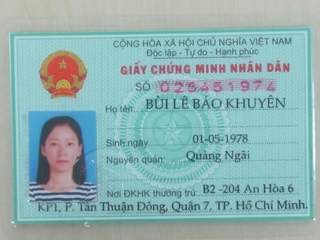 CỘNG HÒA XÃ HỘI CHỦ NGHĨA VIỆT NAM
Độc lập - Tự do - Hạnh phúc
GIẤY CHỨNG MINH NHÂN DÂN
SỐ 025451974
Họ tên: BÙI LÊ BẢO KHUYÊN
Sinh ngày 01-05-1978
Nguyên quán Quảng Ngãi
Nơi ĐKHK thường trú B2 -204 An Hòa 6
KP1, P. Tân Thuận Đông, Quận 7, TP. Hồ Chí Minh.